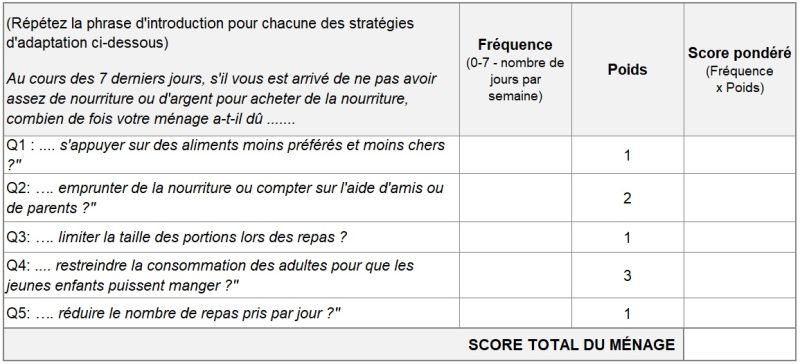 (Répétez la phrase d'introduction pour chacune des stratégies
d'adaptation ci-dessous)
Au cours des 7 derniers jours, s'il vous est arrivé de ne pas avoir
assez de nourriture ou d'argent pour acheter de la nourriture,
combien de fois votre ménage a-t-il dû .......
Fréquence
(0-7 - nombre de
jours par
semaine)
Poids
Score pondéré
(Fréquence
x Poids)
Q1 : .... s'appuyer sur des aliments moins préférés et moins chers
?"
1
Q2: …. emprunter de la nourriture ou compter sur l'aide d'amis ou
de parents ?"
2
Q3: …. limiter la taille des portions lors des repas ?
1
Q4: .... restreindre la consommation des adultes pour que les
jeunes enfants puissent manger ?"
3
Q5: …. réduire le nombre de repas pris par jour ?"
1
SCORE TOTAL DU MÉNAGE